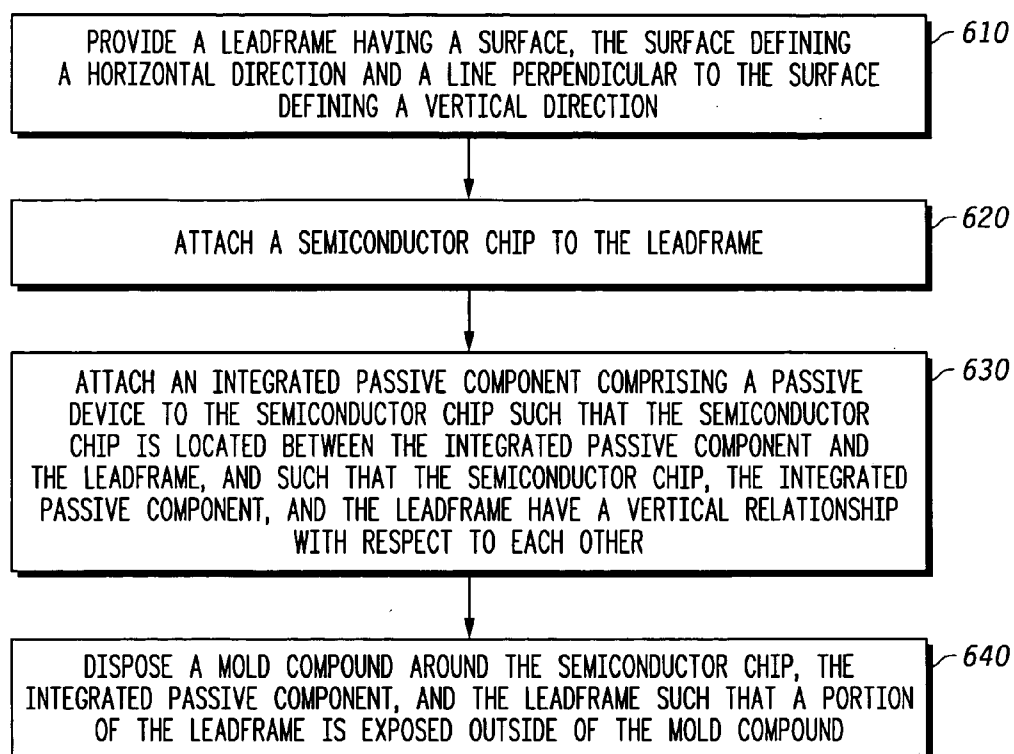 PROVIDE A LEADFRAME HAVING A SURFACE, THE SURFACE DEFINING
A HORIZONTAL DIRECTION AND A LINE PERPENDICULAR TO THE SURFACE
DEFINING A VERTICAL DIRECTION
610
ATTACH A SEMICONDUCTOR CHIP TO THE LEADFRAME
620
ATTACH AN INTEGRATED PASSIVE COMPONENT COMPRISING A PASSIVE
DEVICE TO THE SEMICONDUCTOR CHIP SUCH THAT THE SEMICONDUCTOR
CHIP IS LOCATED BETWEEN THE INTEGRATED PASSIVE COMPONENT AND
THE LEADFRAME, AND SUCH THAT THE SEMICONDUCTOR CHIP, THE INTEGRATED
PASSIVE COMPONENT, AND THE LEADFRAME HAVE A VERTICAL RELATIONSHIP
WITH RESPECT TO EACH OTHER
630
DISPOSE A MOLD COMPOUND AROUND THE SEMICONDUCTOR CHIP, THE
INTEGRATED PASSIVE COMPONENT, AND THE LEADFRAME SUCH THAT A PORTION
OF THE LEADFRAME IS EXPOSED OUTSIDE OF THE MOLD COMPOUND
640